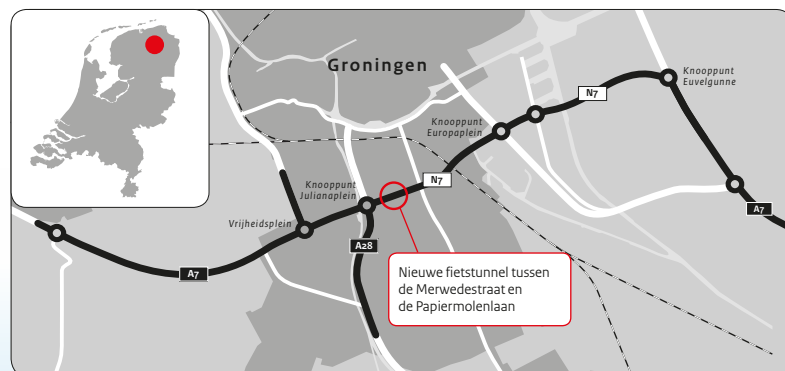 Groningen
Knooppunt
Euvelgunne
N7
Knooppunt
Europaplein
Knooppunt
Julianaplein
N7
Vrijheidsplein
A28
A7
A7
Nieuwe fietstunnel tussen
de Merwedestraat en
de Papiermolenlaan